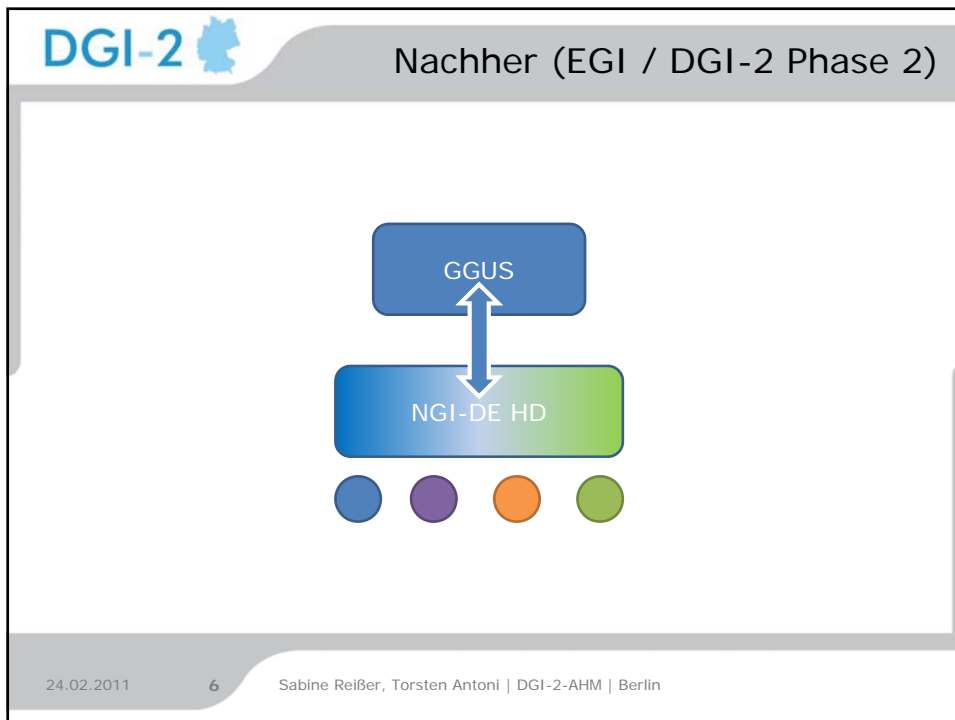 DGI-2
Nachher (EGI / DGI-2 Phase 2)
GGUS
NGI-DE HD
24.02.2011 6 Sabine Reißer, Torsten Antoni | DGI-2-AHM | Berlin